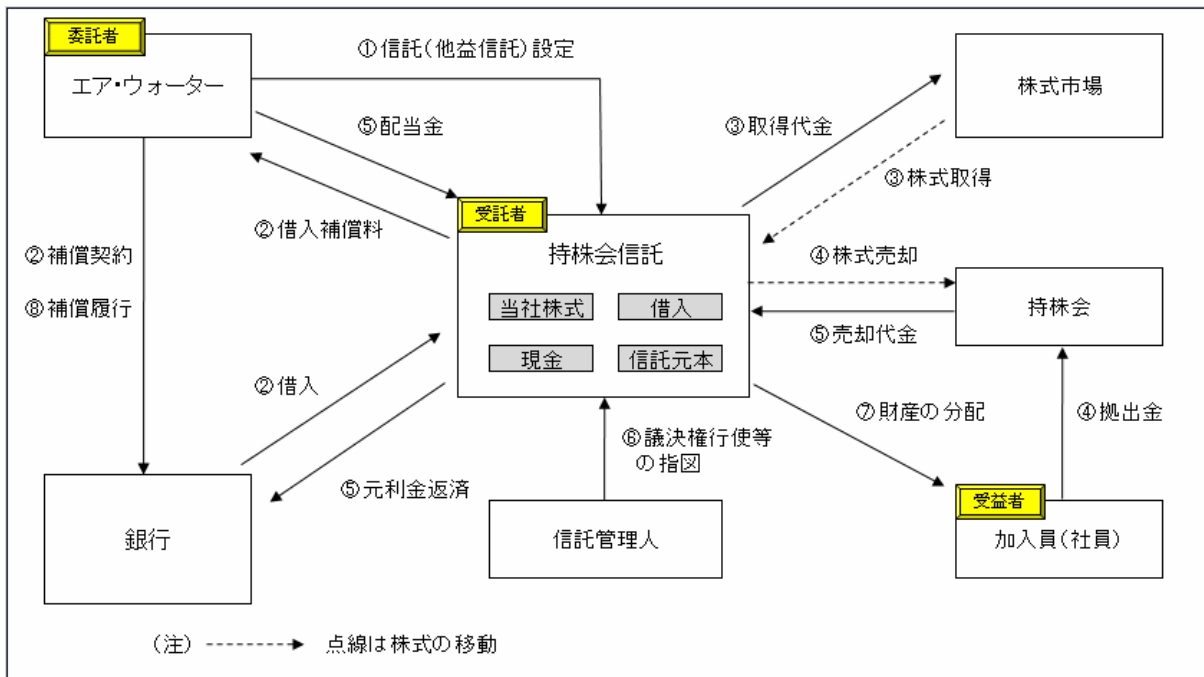 委託者
エア・ウォーター
①信託(他益信託)設定
株式市場
⑤配当金
③取得代金
③株式取得
受託者
②借入補償料
持株会信託
④株式売却
②補償契約
⑧補償履行
当社株式
借入
持株会
現金
信託元本
⑤売却代金
②借入
⑦財産の分配
④拠出金
⑥議決権行使等
の指図
⑤元利金返済
受益者
銀行
信託管理人
加入員(社員)
(注)
点線は株式の移動